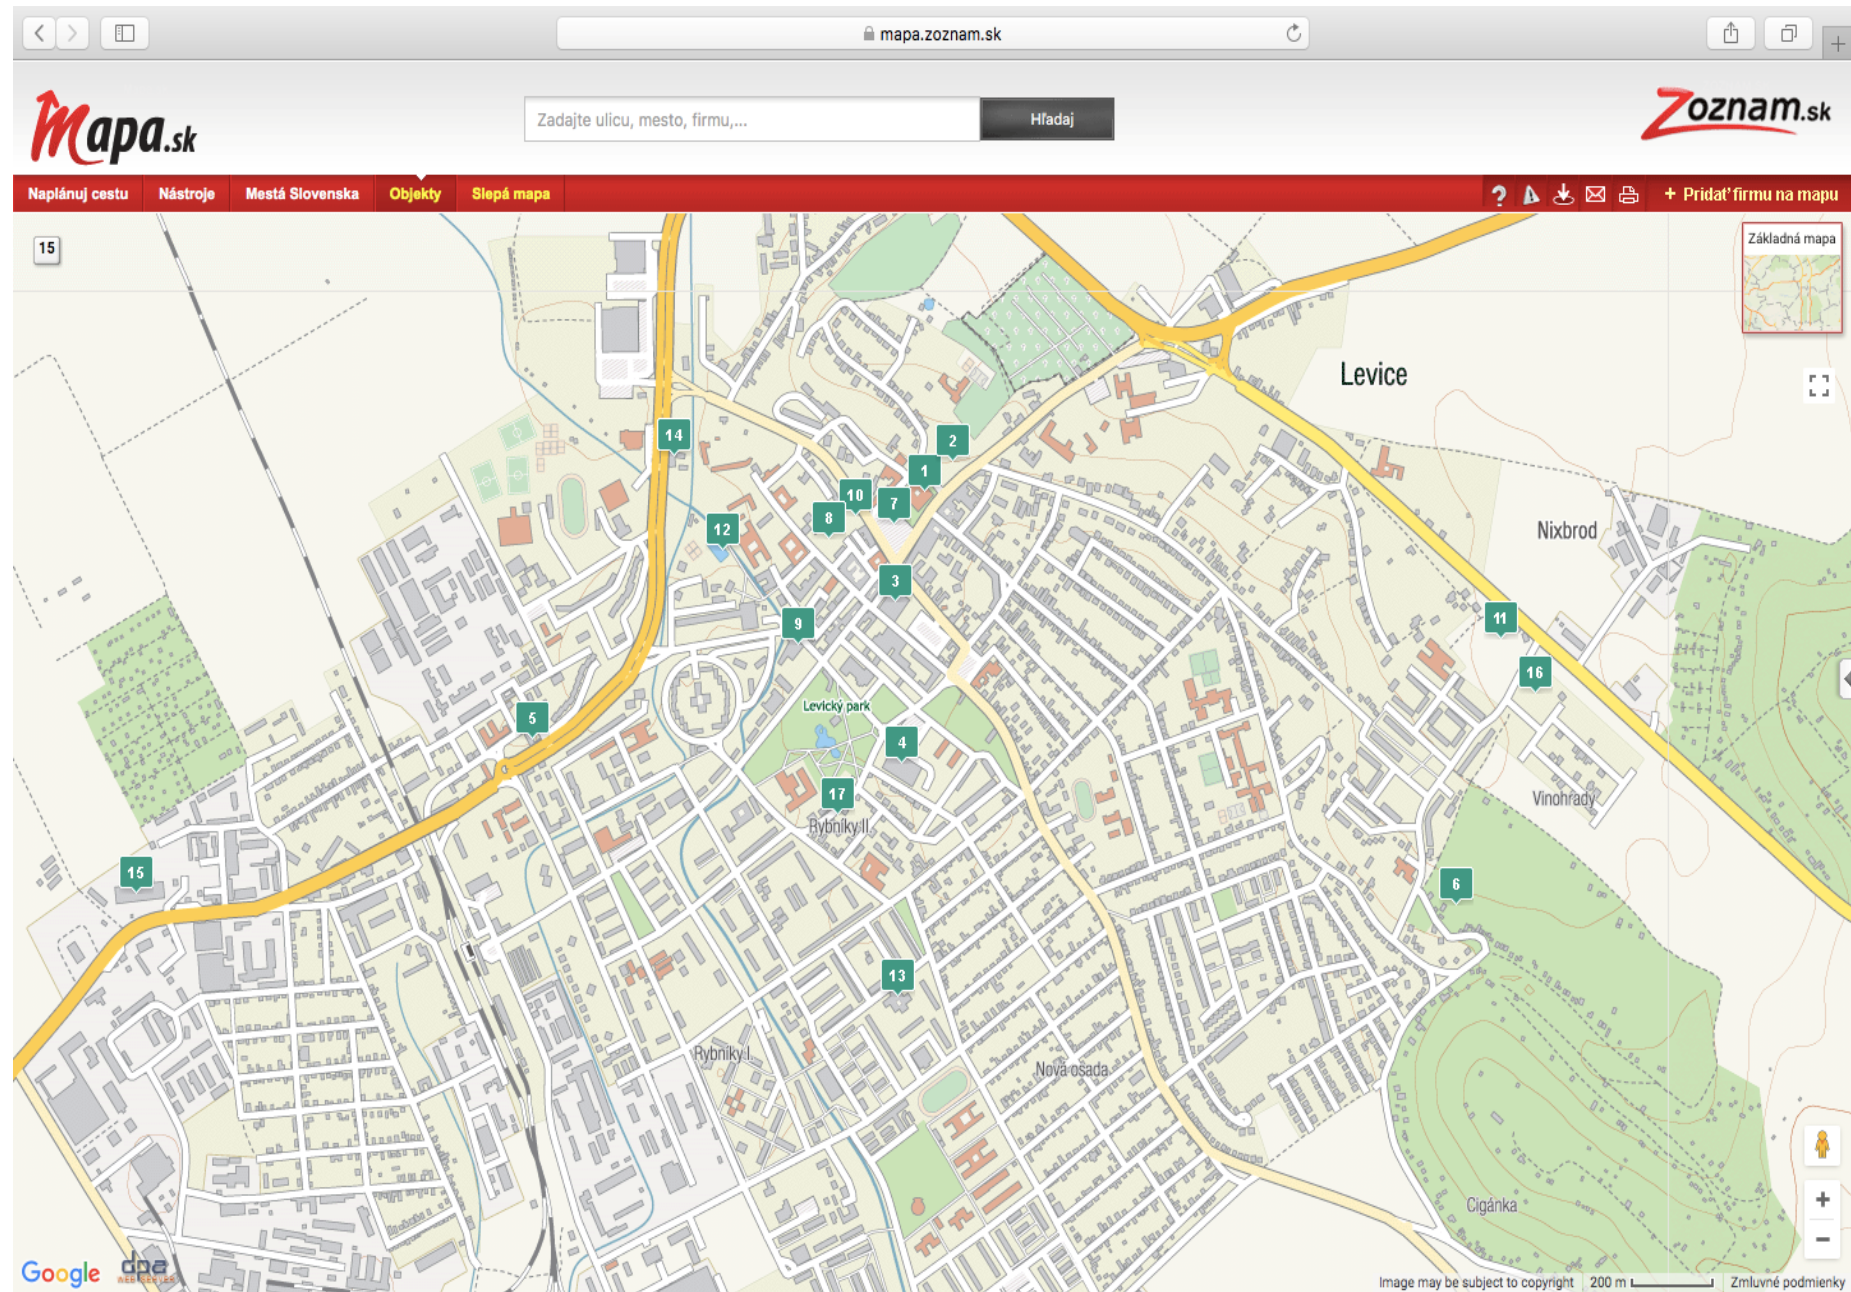 mapa.zoznam.sk
Mapa.sk
Zadajte ulicu, mesto, firmu,...
Hľadaj
Zoznam.sk
Naplánuj cestu
Nástroje
Mestá Slovenska
Objekty
Slepá mapa
+ Pridať firmu na mapu
15
Základná mapa
Levice
14
2
1
10
7
8
12
Nixbrod
3
9
11
16
Levický park
5
4
17
Vinohrady
Rybníky II.
15
6
13
Rybníky I.
Nová osada
Cigánka
+
−
Google
dba
WEB SERVER
Image may be subject to copyright
200 m
Zmluvné podmienky